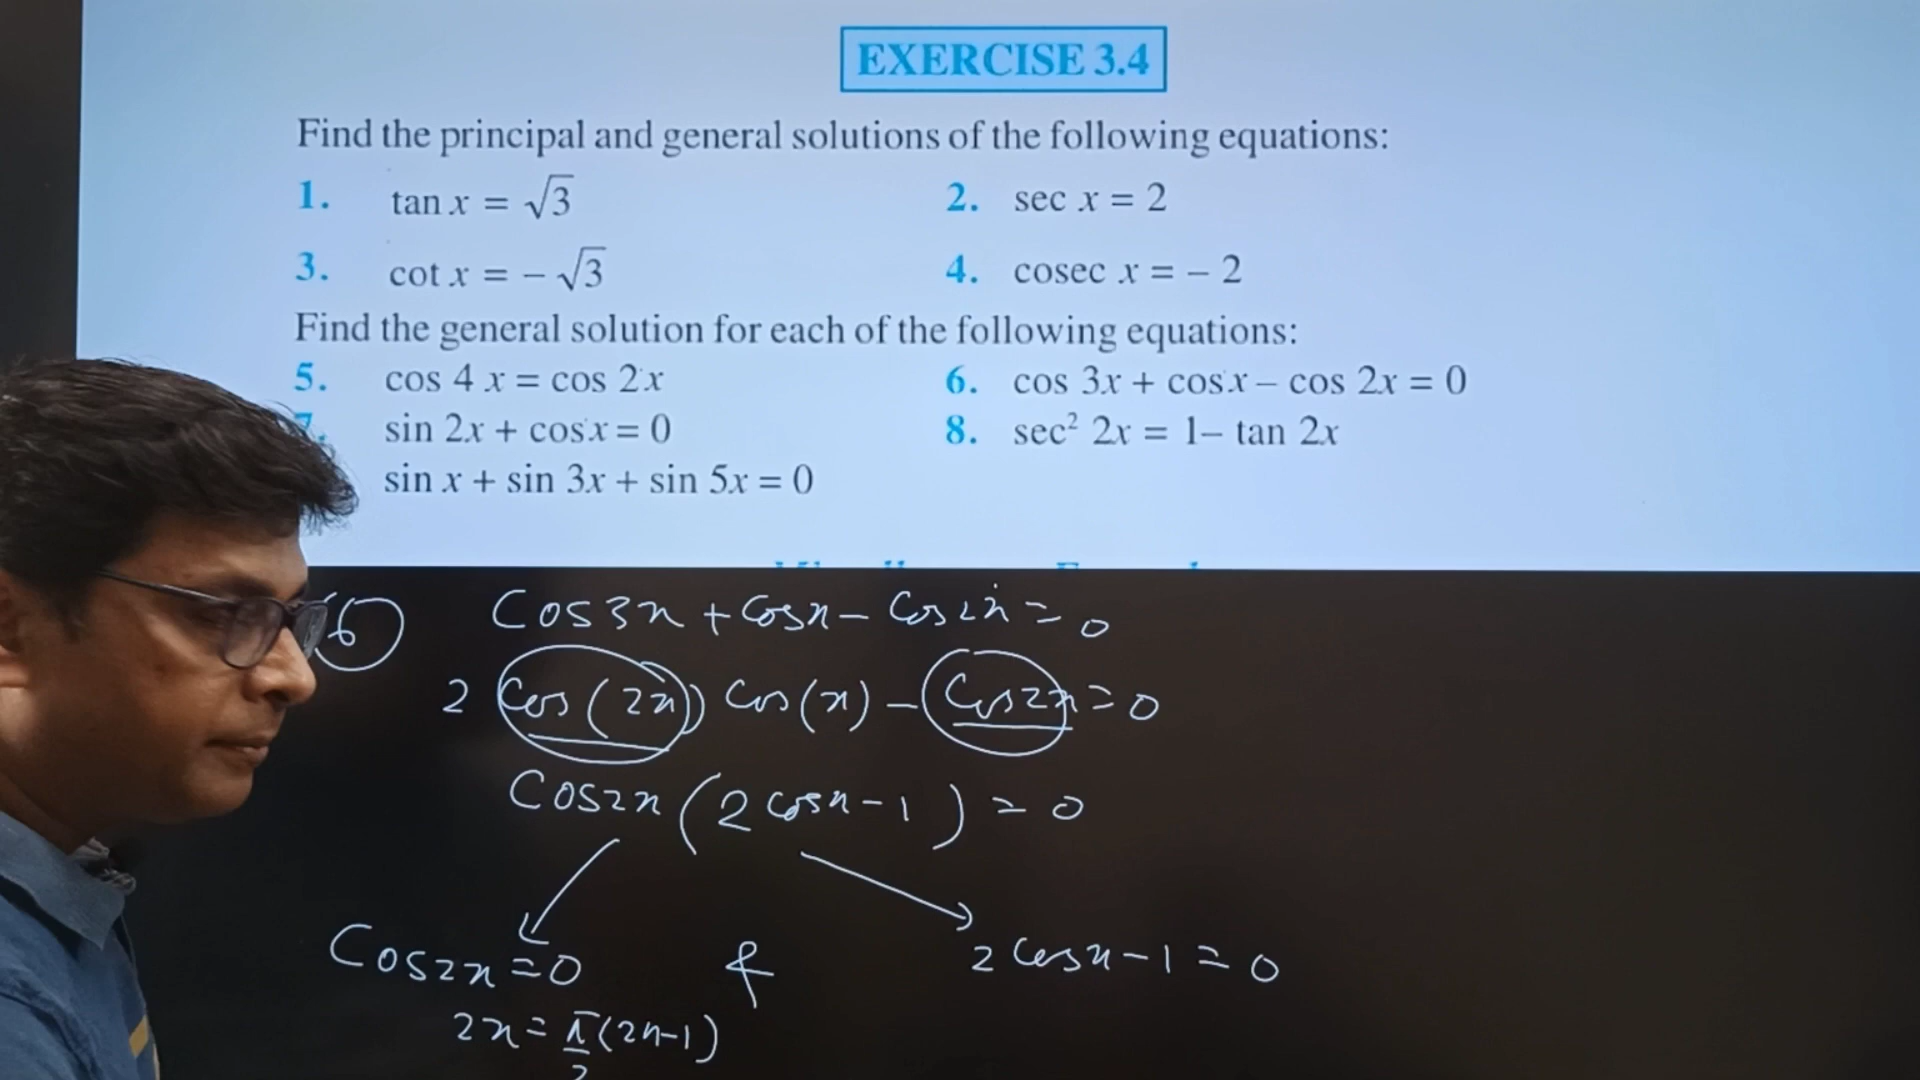 EXERCISE 3.4
Find the principal and general solutions of the following equations:
1. tan x = √3 2. sec x = 2
3. cot x = – √3 4. cosec x = – 2
Find the general solution for each of the following equations:
5. cos 4 x = cos 2 x 6. cos 3x + cos x – cos 2x = 0
7. sin 2x + cos x = 0 8. sec² 2x = 1– tan 2x
sin x + sin 3x + sin 5x = 0
6 Cos3x + Cosx – Cos2x = 0
2 Cos(2x) Cos(x) – Cos2x = 0
Cos2x (2 Cosx – 1) = 0
Cos2x = 0 & 2 Cosx – 1 = 0
2x = π/2 (2n–1)